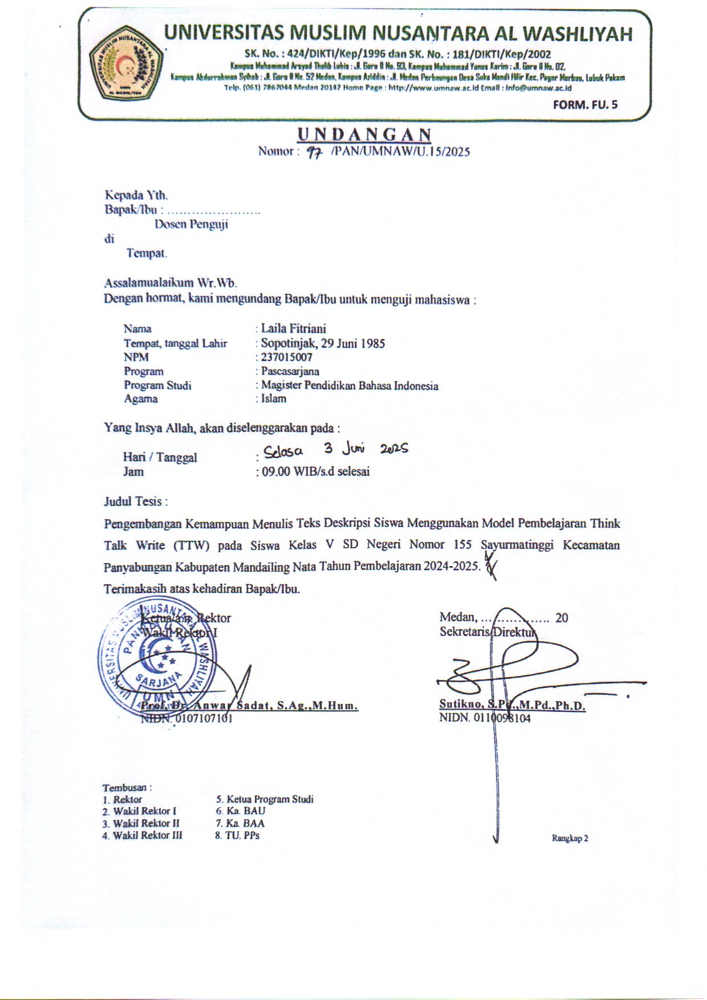 UNIVERSITAS MUSLIM NUSANTARA AL WASHLIYAH
SK. No. : 424/DIKTI/Kep/1996 dan SK. No. : 181/DIKTI/Kep/2002
Kampus Muhammad Arsyad Thalib Lubis : Jl. Garu II No. 93, Kampus Muhammad Yunus Karim : Jl. Garu II No. 02,
Kampus Abdurrahman Syihab : Jl. Garu II No. 52 Medan, Kampus Ariddin : Jl. Medan Perbaungan Desa Suka Mandi Hilir Kec. Pagar Merbau, Lubuk Pakam
Telp. (061) 7867044 Medan 20147 Home Page : http://www.umnaw.ac.id Email : info@umnaw.ac.id
FORM. FU. 5
UNIVERSITAS MUSLIM NUSANTARA AL WASHLIYAH
UNDANGAN
Nomor : 97 /PAN/UMNAW/U.15/2025
Kepada Yth.
Bapak/Ibu : .......................
Dosen Penguji
di
Tempat.
Assalamualaikum Wr.Wb.
Dengan hormat, kami mengundang Bapak/Ibu untuk menguji mahasiswa :
Nama : Laila Fitriani
Tempat, tanggal Lahir : Sopotinjak, 29 Juni 1985
NPM : 237015007
Program : Pascasarjana
Program Studi : Magister Pendidikan Bahasa Indonesia
Agama : Islam
Yang Insya Allah, akan diselenggarakan pada :
Hari / Tanggal : Selasa 3 Juni 2025
Jam : 09.00 WIB/s.d selesai
Judul Tesis :
Pengembangan Kemampuan Menulis Teks Deskripsi Siswa Menggunakan Model Pembelajaran Think
Talk Write (TTW) pada Siswa Kelas V SD Negeri Nomor 155 Sayurmatinggi Kecamatan
Panyabungan Kabupaten Mandailing Nata Tahun Pembelajaran 2024-2025.
Terimakasih atas kehadiran Bapak/Ibu.
Ketua/a.n. Rektor
Wakil Rektor I
UNIVERSITAS MUSLIM NUSANTARA AL WASHLIYAH
SARJANA
UMN
Prof. Dr. Anwar Sadat, S.Ag.,M.Hum.
NIDN. 0107107101
Medan, ................. 20
Sekretaris/Direktur
Sutikno, S.Pd.,M.Pd.,Ph.D.
NIDN. 0110098104
Tembusan :
1. Rektor
2. Wakil Rektor I
3. Wakil Rektor II
4. Wakil Rektor III
5. Ketua Program Studi
6. Ka. BAU
7. Ka. BAA
8. TU. PPs
Rangkap 2